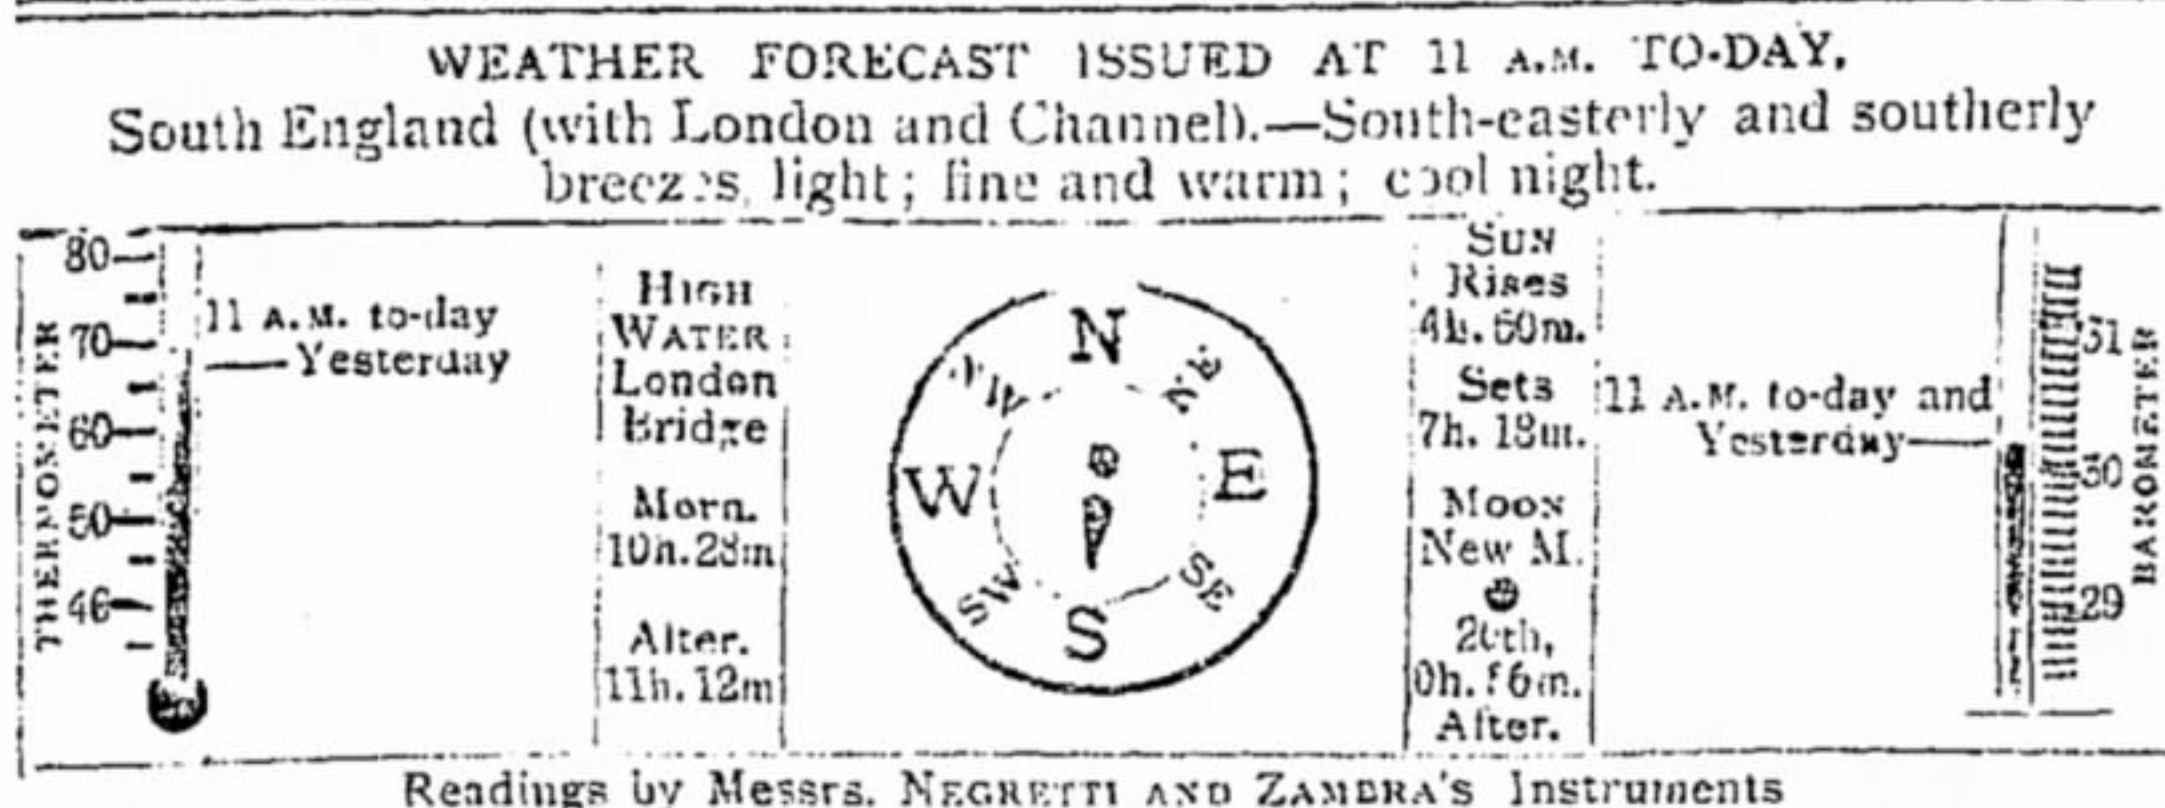 WEATHER FORECAST ISSUED AT 11 A.M. TO-DAY.
South England (with London and Channel).—South-easterly and southerly
breezes, light; fine and warm; cool night.
THERMOMETER
80
70
60
50
40
11 A.M. to-day
Yesterday
HIGH
WATER
London
Bridge
Morn.
10h. 28m
After.
11h. 12m
N
NE
E
SE
S
SW
W
NW
SUN
Rises
4h. 50m.
Sets
7h. 18m.
MOON
New M.
20th,
0h. 56m.
After.
11 A.M. to-day and
Yesterday
31
30
29
BAROMETER
Readings by Messrs. NEGRETTI AND ZAMBRA'S Instruments